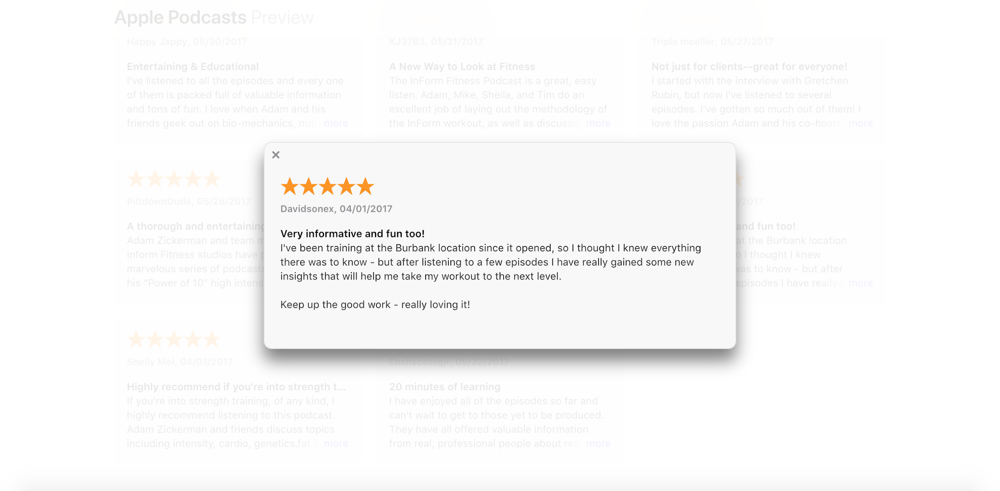 Apple Podcasts Preview
Happy Jappy, 05/30/2017
Entertaining & Educational
I've listened to all the episodes and every one
of them is packed full of valuable information
and tons of fun. I love when Adam and his
friends geek out on bio-mechanics, more
KJ3763, 05/31/2017
A New Way to Look at Fitness
The InForm Fitness Podcast is a great, easy
listen. Adam, Mike, Sheila, and Tim do an
excellent job of laying out the methodology of
the InForm workout, as well as more
Triple moeller, 05/27/2017
Not just for clients--great for everyone!
I started with the interview with Gretchen
Rubin, but now I've listened to several
episodes. I've gotten so much out of them! I
love the passion Adam and his co-hosts more
PiltdownDude, 05/26/2017
A thorough and entertaining
Adam Zickerman and team
Inform Fitness studios have
marvelous series of podcasts
his "Power of 10" high
Davidsonex, 04/01/2017
Very informative and fun too!
I've been training at the Burbank location since it opened, so I thought I knew everything
there was to know - but after listening to a few episodes I have really gained some new
insights that will help me take my workout to the next level.
Keep up the good work - really loving it!
/2017
and fun too!
at the Burbank location
I thought I knew
was to know - but after
episodes I have really more
Shelly Mel, 04/01/2017
Highly recommend if you're into strength t...
If you're into strength training, of any kind, I
highly recommend listening to this podcast.
Adam Zickerman and friends discuss topics
including intensity, cardio, genetics,fat more
Ehshsctusgjr, 05/22/2017
20 minutes of learning
I have enjoyed all of the episodes so far and
can't wait to get to those yet to be produced.
They have all offered valuable information
from real, professional people about real more